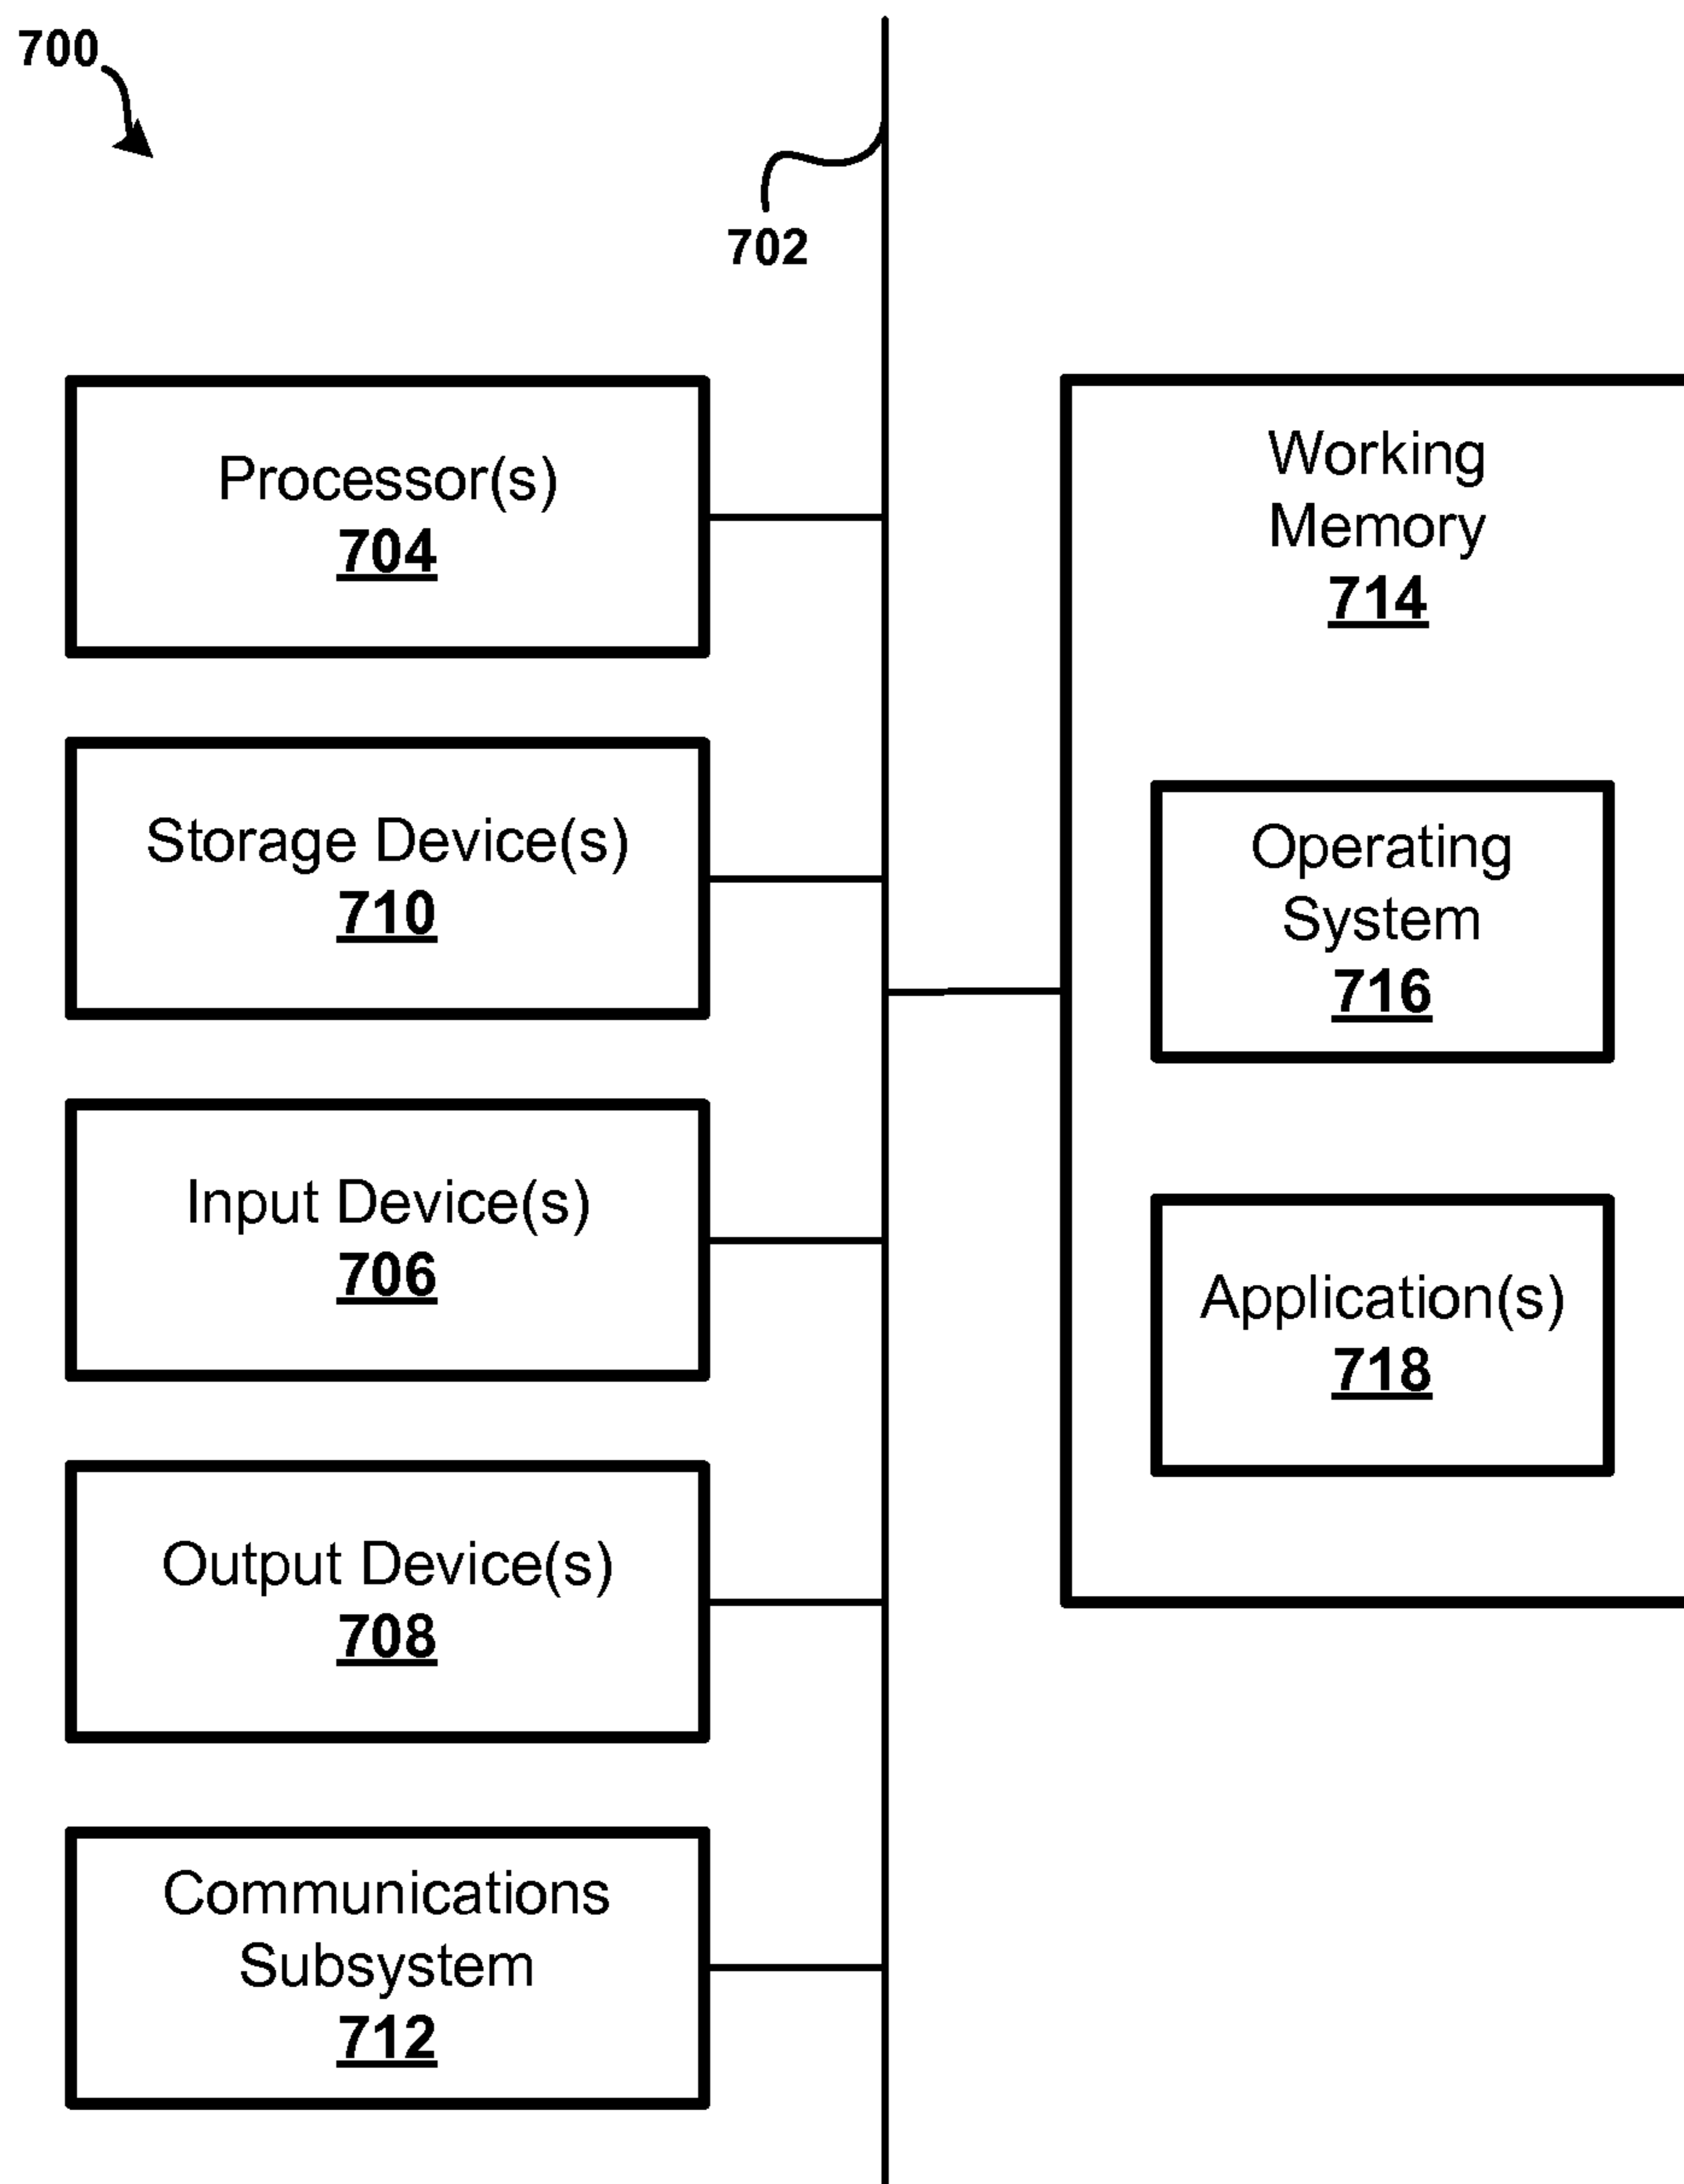 700
702
Processor(s)
704
Storage Device(s)
710
Input Device(s)
706
Output Device(s)
708
Communications
Subsystem
712
Working
Memory
714
Operating
System
716
Application(s)
718